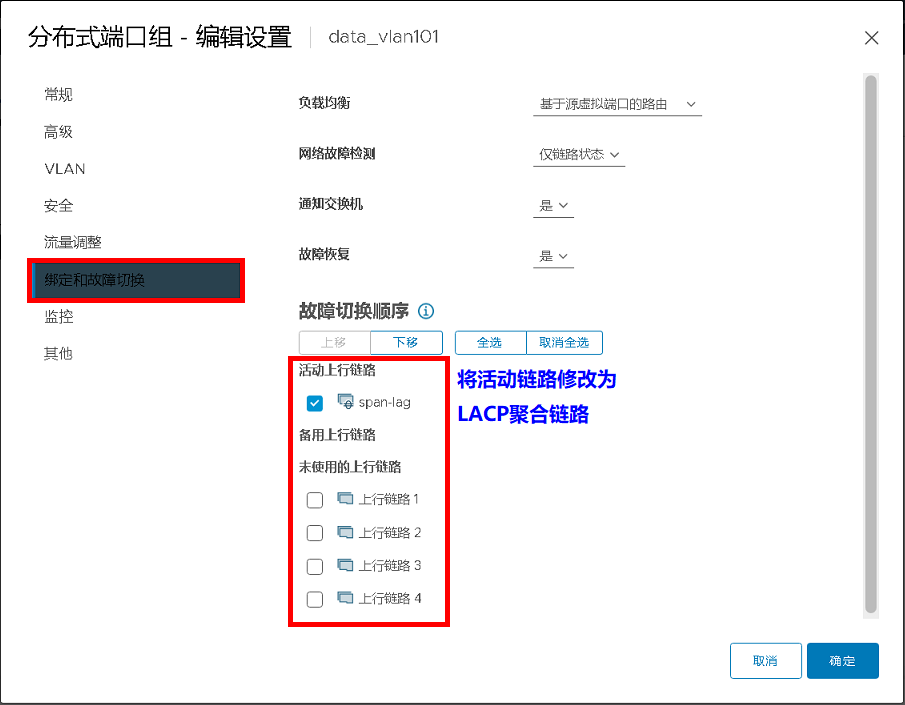 分布式端口组 - 编辑设置 data_vlan101
常规
高级
VLAN
安全
流量调整
绑定和故障切换
监控
其他
负载均衡 基于源虚拟端口的路由
网络故障检测 仅链路状态
通知交换机 是
故障恢复 是
故障切换顺序
上移 下移 全选 取消全选
活动上行链路
span-lag
备用上行链路
未使用的上行链路
上行链路 1
上行链路 2
上行链路 3
上行链路 4
将活动链路修改为
LACP聚合链路
取消 确定